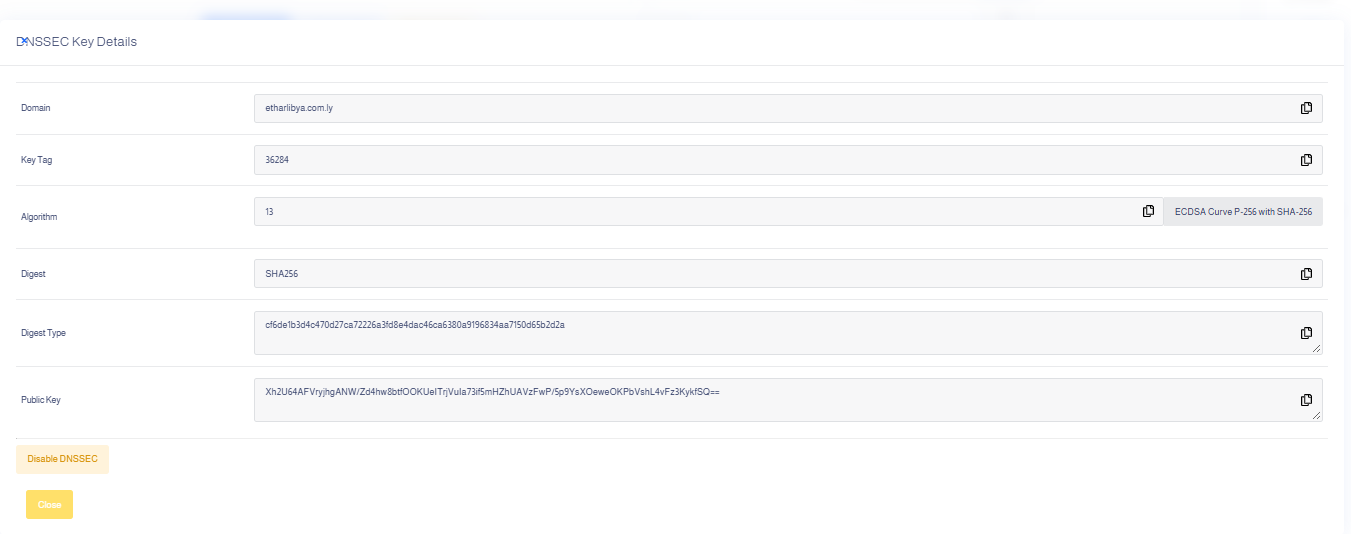 DNSSEC Key Details
Domain
etharlibya.com.ly
Key Tag
36284
Algorithm
13
ECDSA Curve P-256 with SHA-256
Digest
SHA256
Digest Type
cf6de1b3d4c470d27ca72226a3fd8e4dac46ca6380a9196834aa7150d65b2d2a
Public Key
Xh2U64AFVryjhgANW/Zd4hw8btfOOKUeITrjVula73if5mHZhUAVzFwP/5p9YsXOeweOKPbVshL4vFz3KykfSQ==
Disable DNSSEC
Close